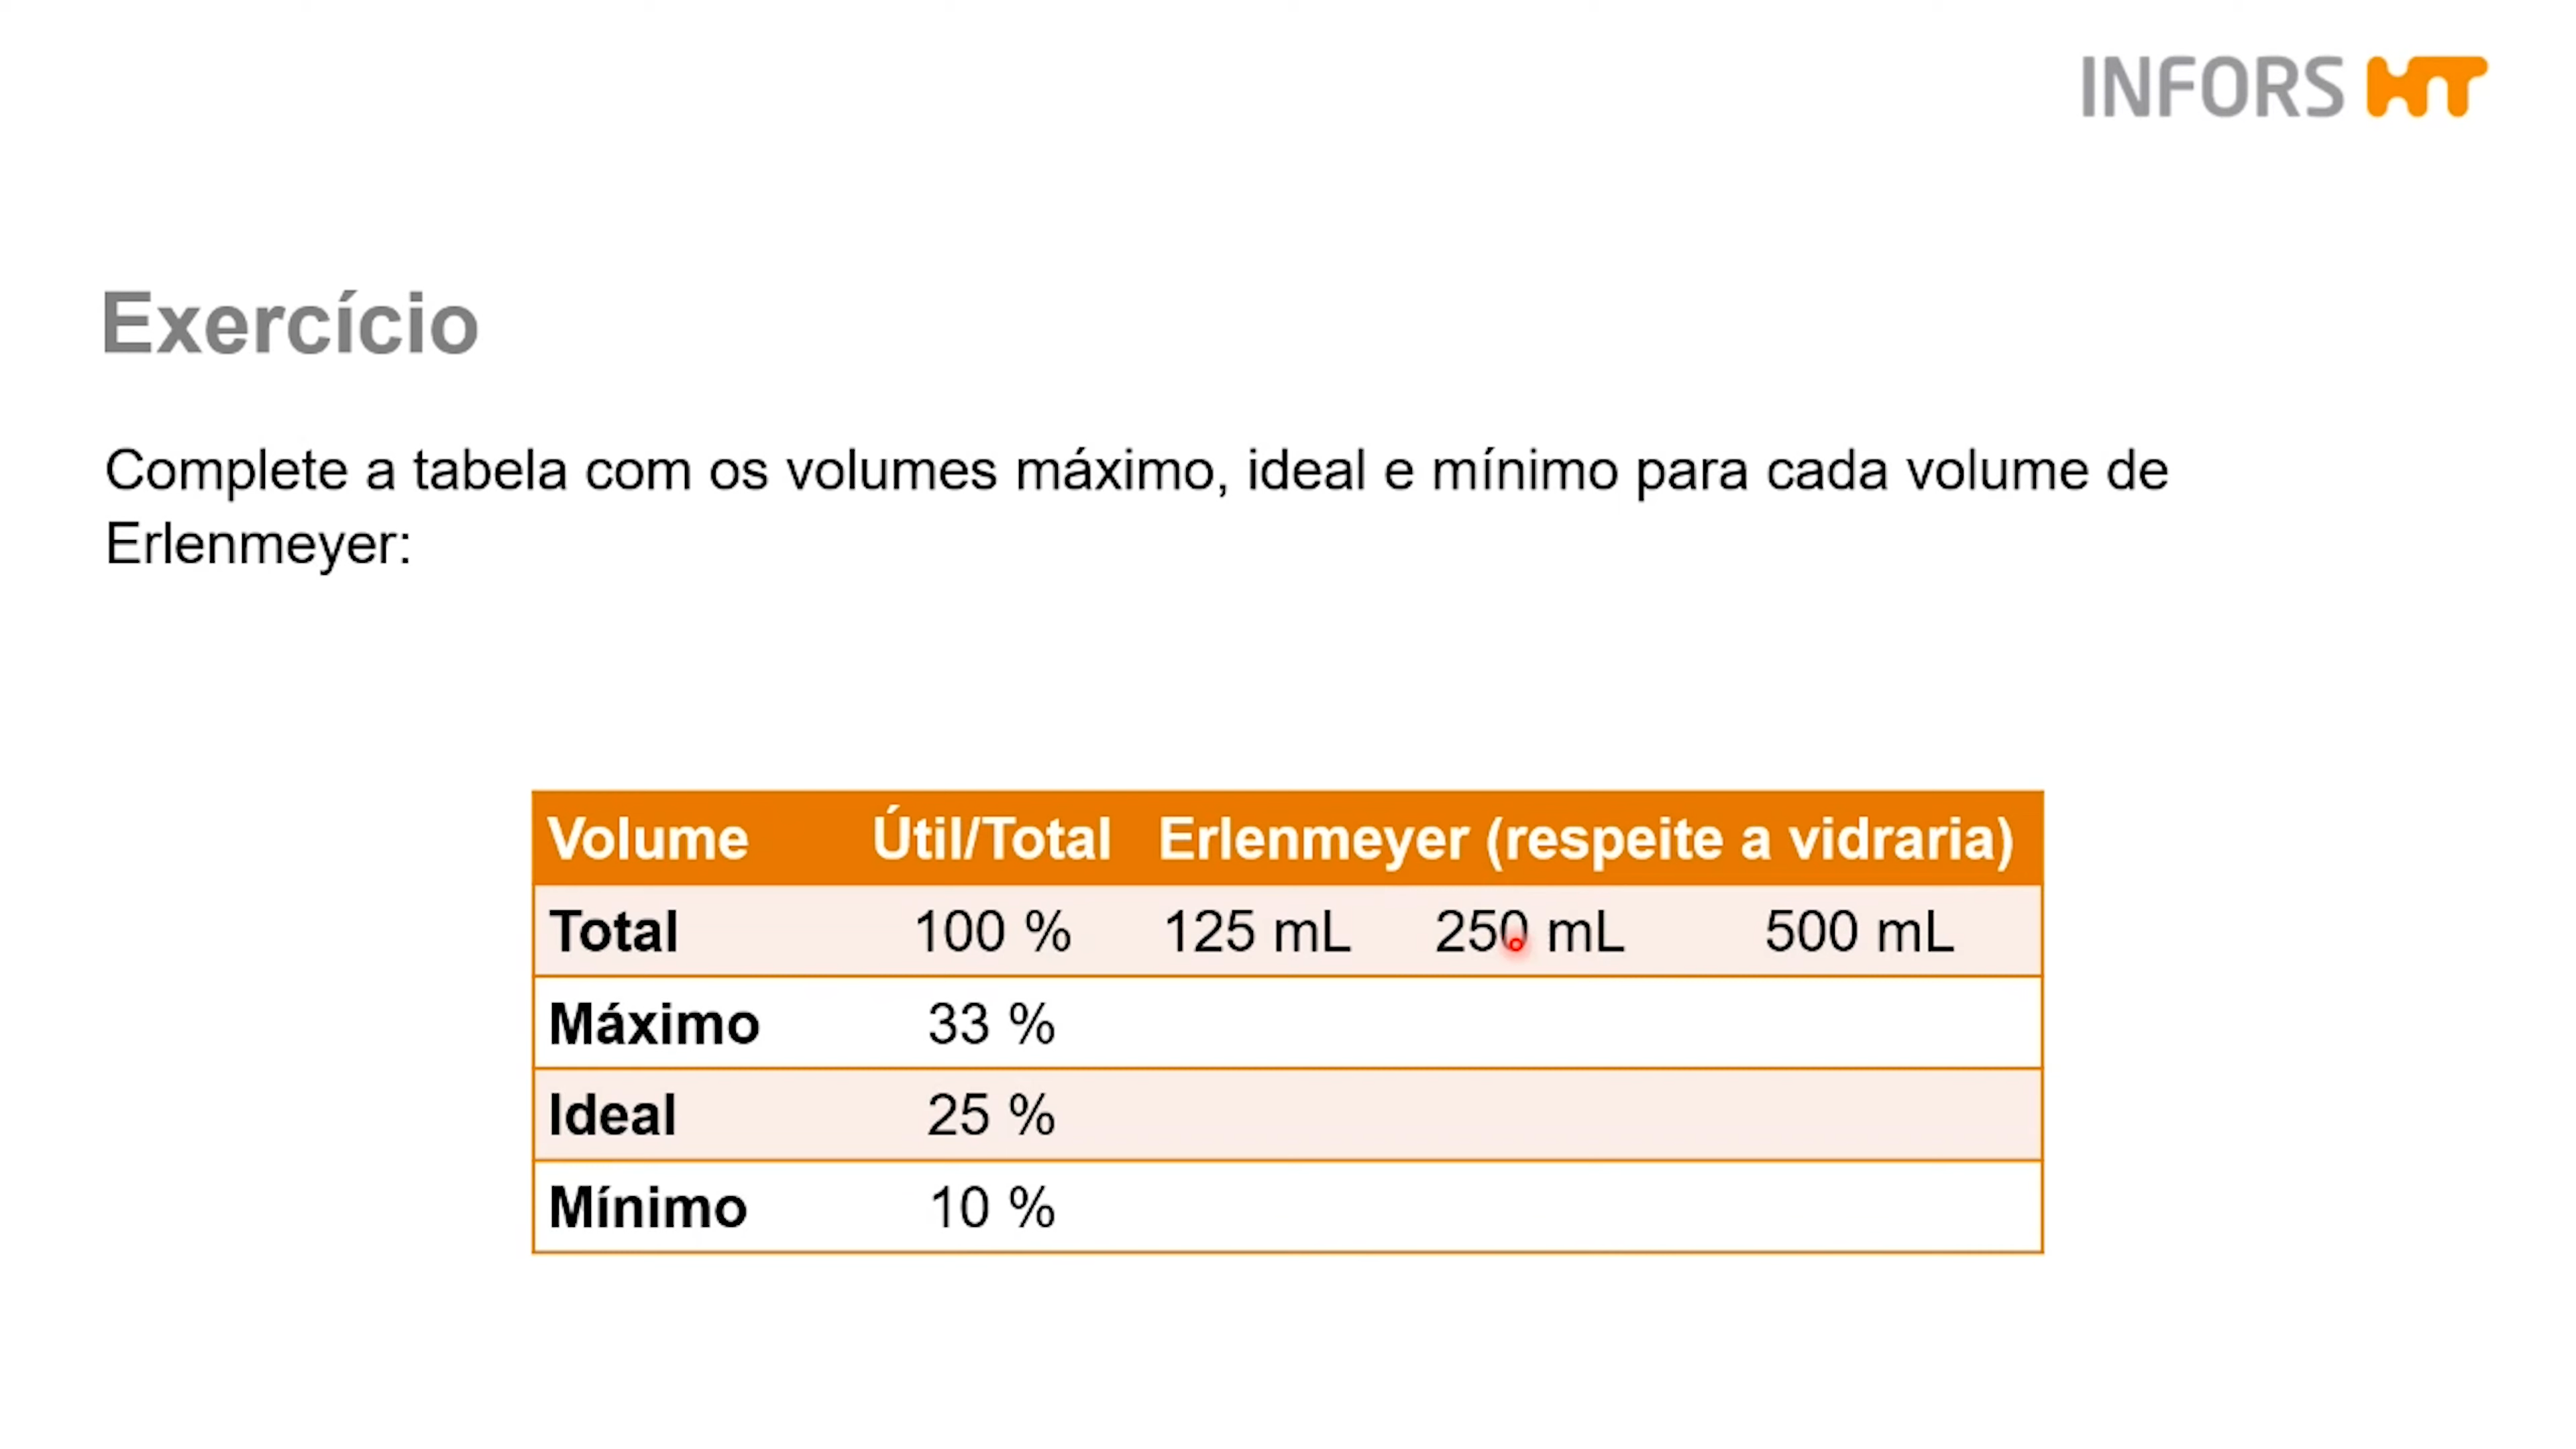 INFORS HT
Exercício
Complete a tabela com os volumes máximo, ideal e mínimo para cada volume de
Erlenmeyer:
Volume Útil/Total Erlenmeyer (respeite a vidraria)
Total 100 % 125 mL 250 mL 500 mL
Máximo 33 %
Ideal 25 %
Mínimo 10 %